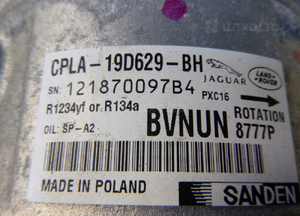 CPLA-19D629-BH
JAGUAR
LAND ROVER
SN: 121870097B4
PXC16
R1234yf or R134a
BVNUN
ROTATION
8777P
OIL: SP-A2
MADE IN POLAND
SANDEN